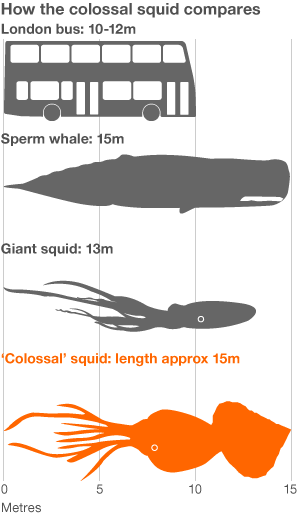 How the colossal squid compares
London bus: 10-12m
Sperm whale: 15m
Giant squid: 13m
‘Colossal’ squid: length approx 15m
0 5 10 15
Metres